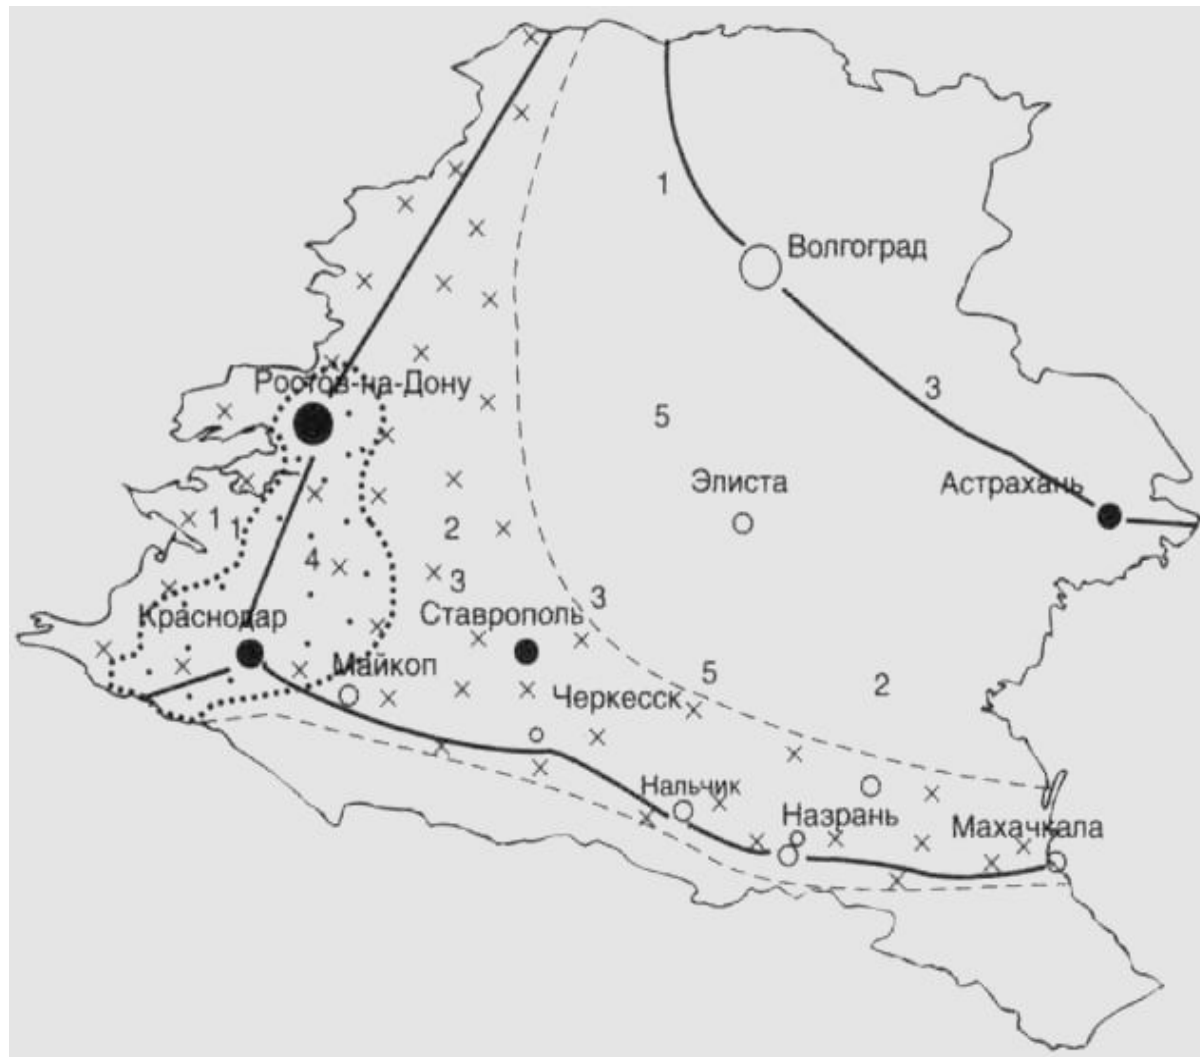 1
Волгоград
Ростов-на-Дону
3
5
Элиста
Астрахань
1
1
2
4
3
Краснодар
Ставрополь
3
Майкоп
5
2
Черкесск
Нальчик
Назрань
Махачкала